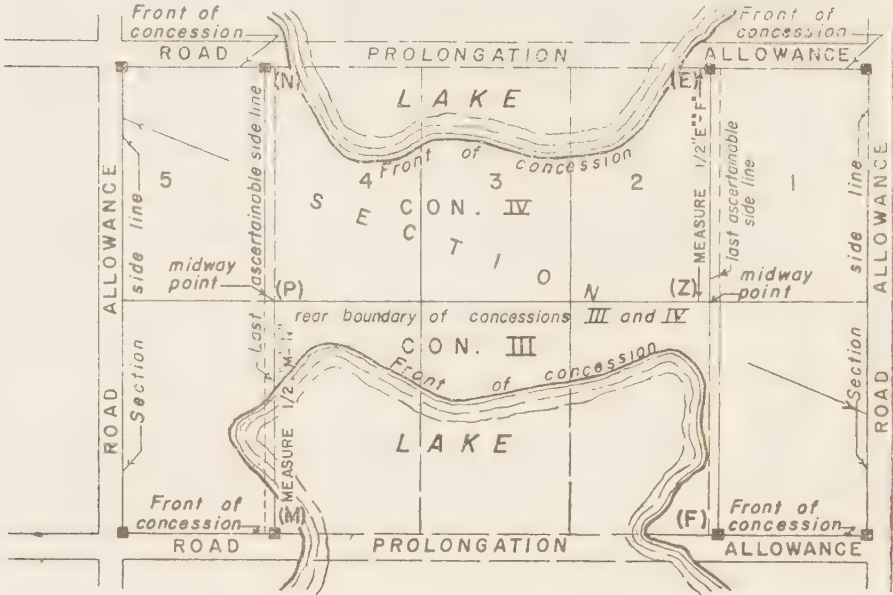 Front of
concession
ROAD
PROLONGATION
Front of
concession
ALLOWANCE
(N)
(E)
LAKE
Front of concession
5
4
3
2
1
SECTION
CON. IV
MEASURE 1/2 "E"-"F"
last ascertainable
side line
Last ascertainable side line
ROAD ALLOWANCE
Section side line
midway
point
(P)
(Z)
midway
point
rear boundary of concessions III and IV
CON. III
Front of concession
MEASURE 1/2 M-N
LAKE
Section side line
ROAD ALLOWANCE
Front of
concession
(M)
(F)
Front of
concession
ROAD
PROLONGATION
ALLOWANCE